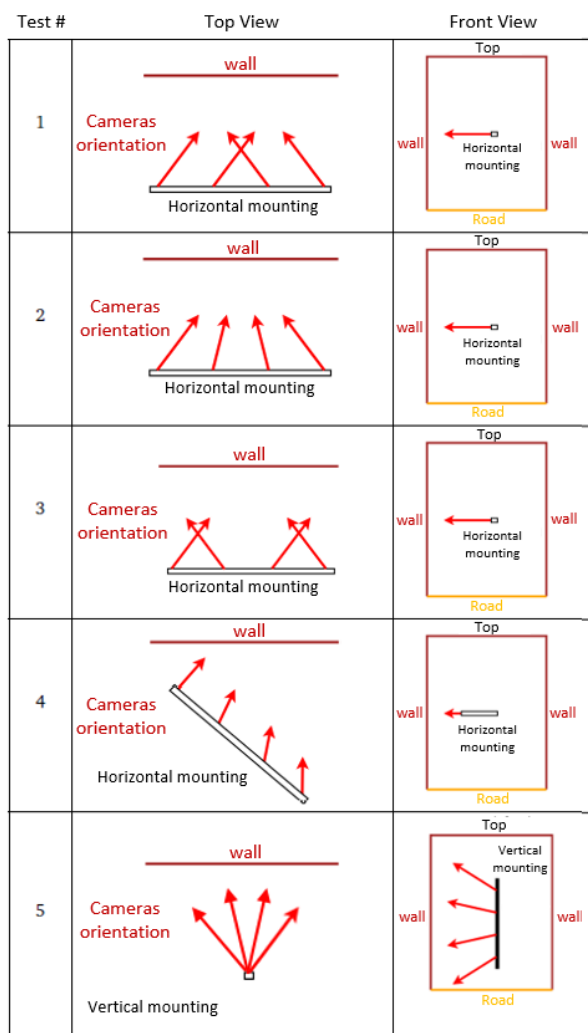 Test # Top View Front View
1
wall
Cameras
orientation
Horizontal mounting
Top
wall
wall
Horizontal
mounting
Road
2
wall
Cameras
orientation
Horizontal mounting
Top
wall
wall
Horizontal
mounting
Road
3
wall
Cameras
orientation
Horizontal mounting
Top
wall
wall
Horizontal
mounting
Road
4
wall
Cameras
orientation
Horizontal mounting
Top
wall
wall
Horizontal
mounting
Road
5
wall
Cameras
orientation
Vertical mounting
Top
Vertical
mounting
wall
wall
Road